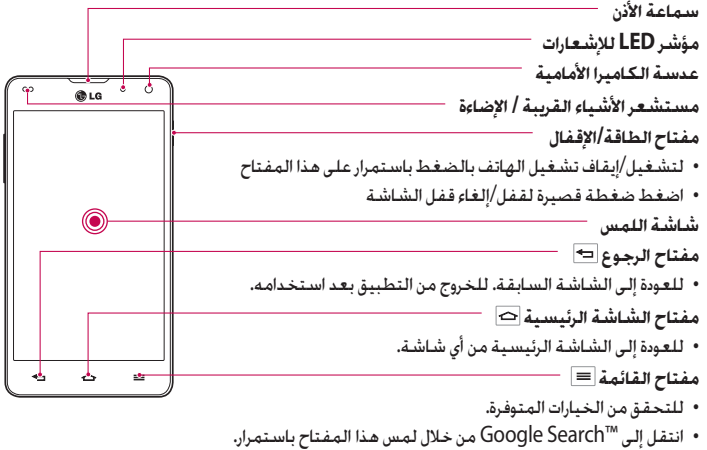 سماعة الأذن
مؤشر LED للإشعارات
عدسة الكاميرا الأمامية
مستشعر الأشياء القريبة / الإضاءة
مفتاح الطاقة/الإقفال
• لتشغيل/إيقاف تشغيل الهاتف بالضغط باستمرار على هذا المفتاح
• اضغط ضغطة قصيرة لقفل/إلغاء قفل الشاشة
شاشة اللمس
مفتاح الرجوع
• للعودة إلى الشاشة السابقة. للخروج من التطبيق بعد استخدامه.
مفتاح الشاشة الرئيسية
• للعودة إلى الشاشة الرئيسية من أي شاشة.
مفتاح القائمة
• للتحقق من الخيارات المتوفرة.
• انتقل إلى Google Search™ من خلال لمس هذا المفتاح باستمرار.
LG